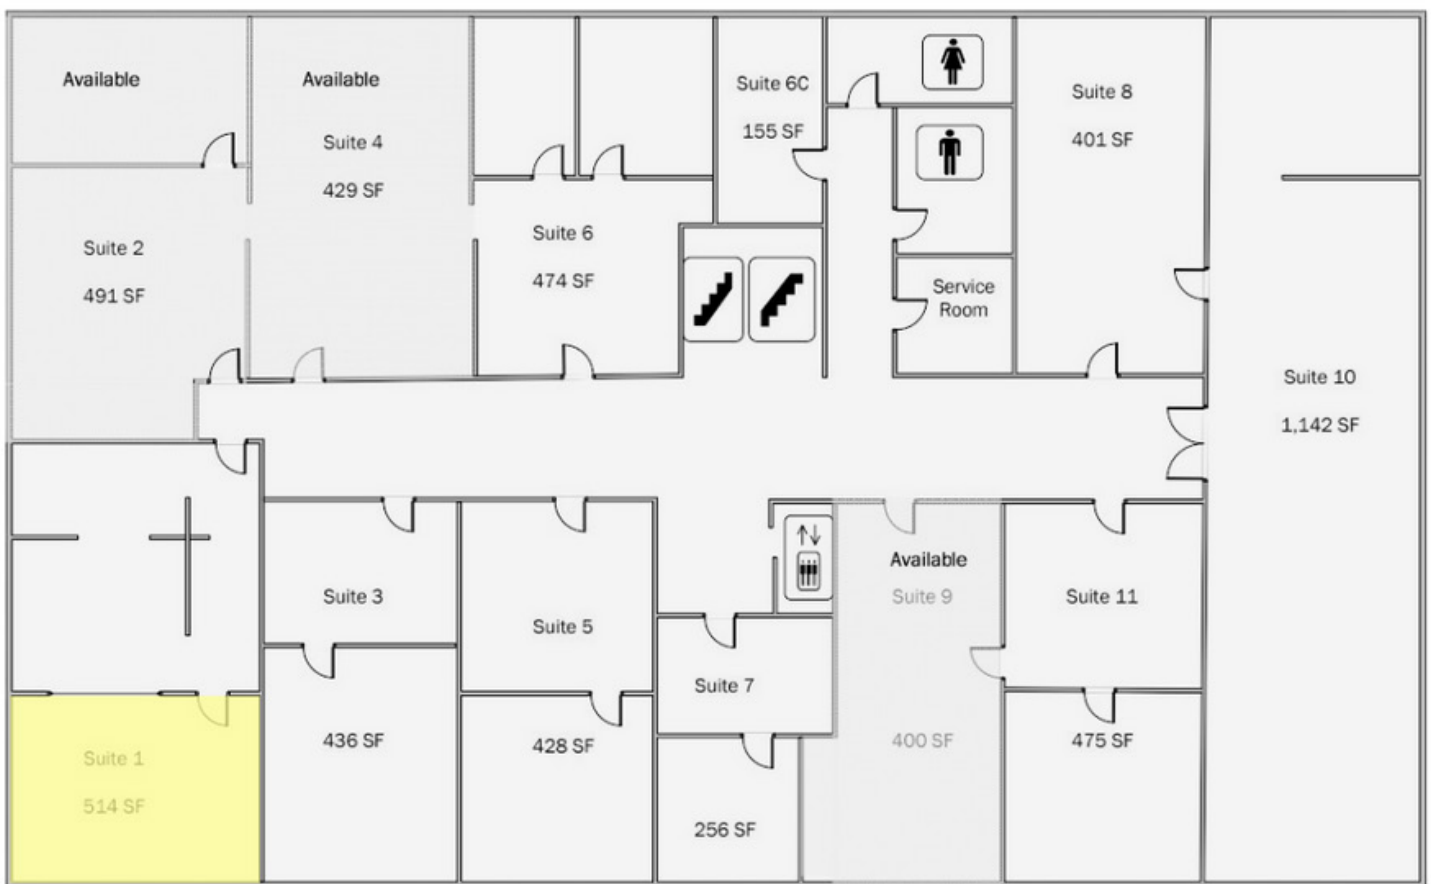 Available
Suite 2
491 SF
Available
Suite 4
429 SF
Suite 6
474 SF
Suite 6C
155 SF
Service
Room
Suite 8
401 SF
Suite 10
1,142 SF
Suite 1
514 SF
Suite 3
436 SF
Suite 5
428 SF
Suite 7
256 SF
Available
Suite 9
400 SF
Suite 11
475 SF